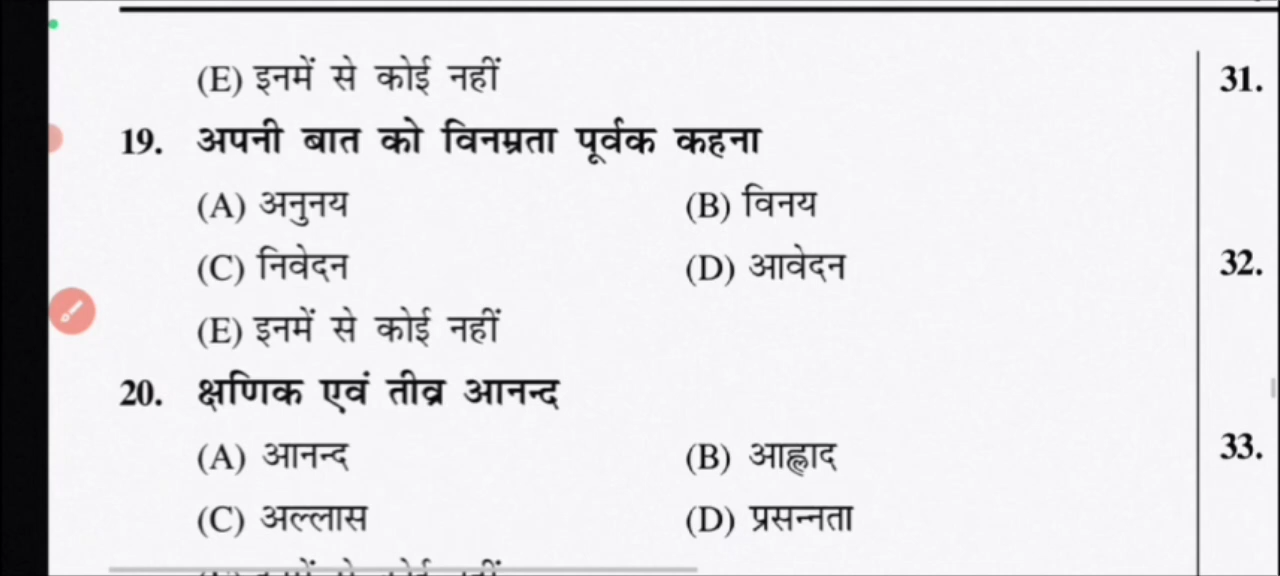 (E) इनमें से कोई नहीं
31.
19. अपनी बात को विनम्रता पूर्वक कहना
(A) अनुनय (B) विनय
(C) निवेदन (D) आवेदन
32.
(E) इनमें से कोई नहीं
20. क्षणिक एवं तीव्र आनन्द
(A) आनन्द (B) आह्लाद
33.
(C) अल्लास (D) प्रसन्नता